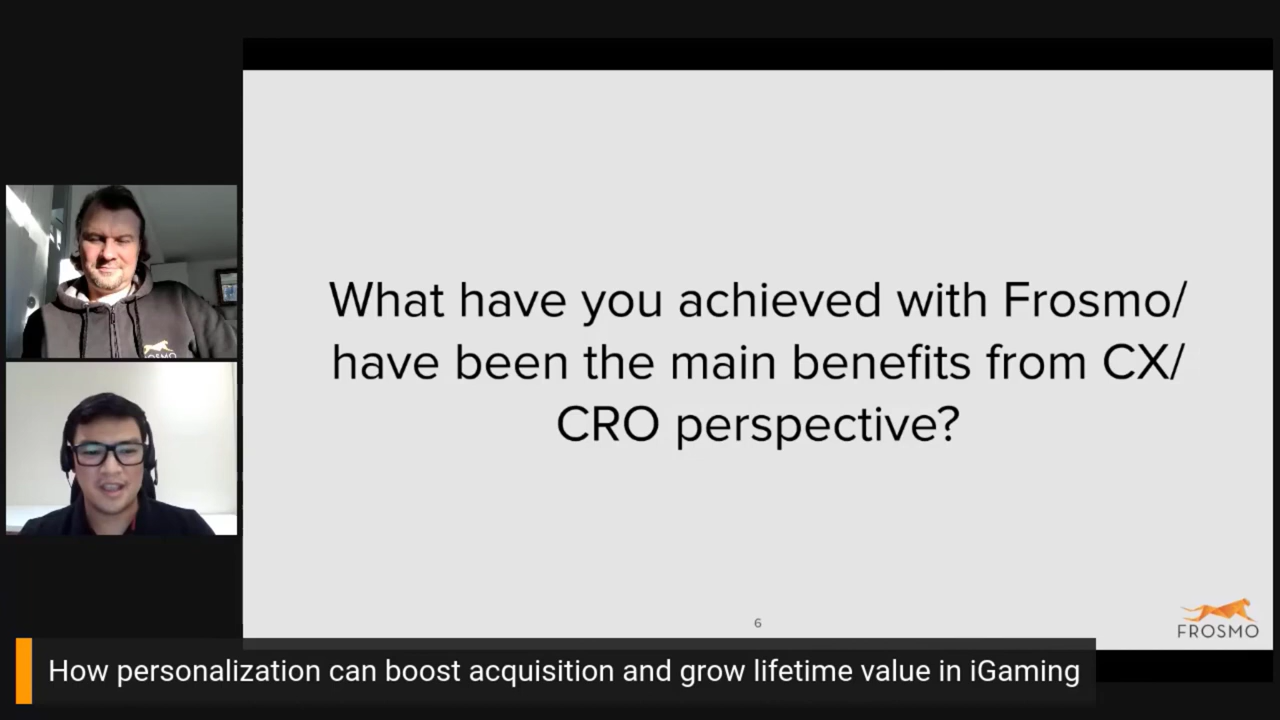 What have you achieved with Frosmo/
have been the main benefits from CX/
CRO perspective?
6
FROSMO
How personalization can boost acquisition and grow lifetime value in iGaming